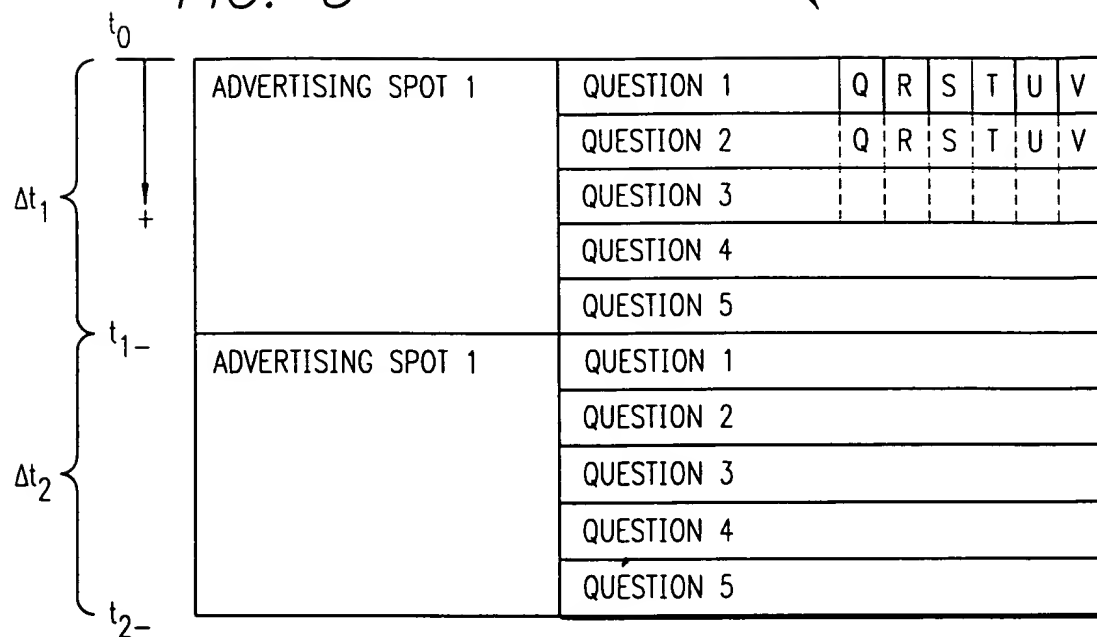 t0
ADVERTISING SPOT 1 QUESTION 1 Q R S T U V
QUESTION 2 Q R S T U V
Δt1 + QUESTION 3
QUESTION 4
QUESTION 5
t1–
ADVERTISING SPOT 1 QUESTION 1
QUESTION 2
Δt2 QUESTION 3
QUESTION 4
QUESTION 5
t2–